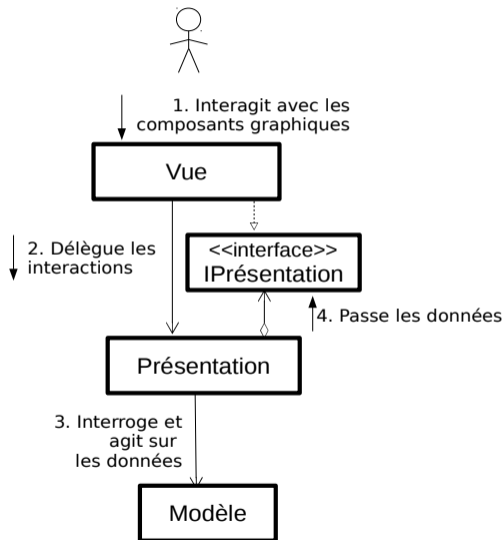 1. Interagit avec les
composants graphiques
Vue
2. Délègue les
interactions
<<interface>>
IPrésentation
4. Passe les données
Présentation
3. Interroge et
agit sur
les données
Modèle